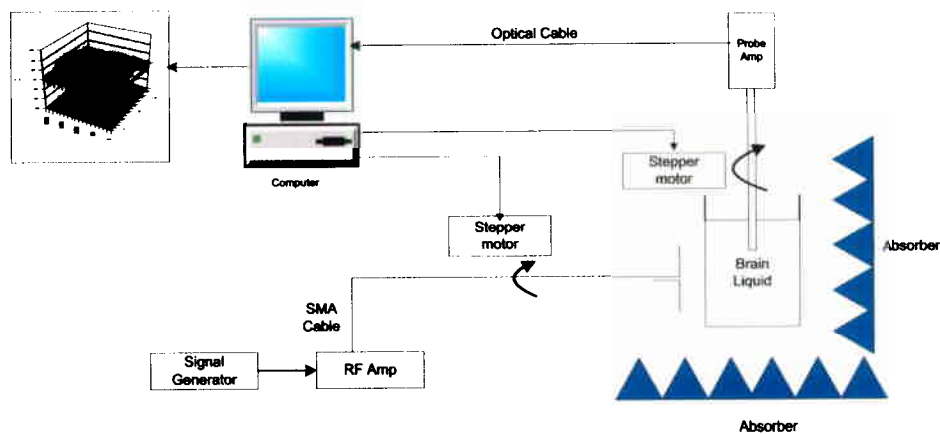 Optical Cable
Probe
Amp
Computer
Stepper
motor
Stepper
motor
Brain
Liquid
Absorber
SMA
Cable
Signal
Generator
RF Amp
Absorber